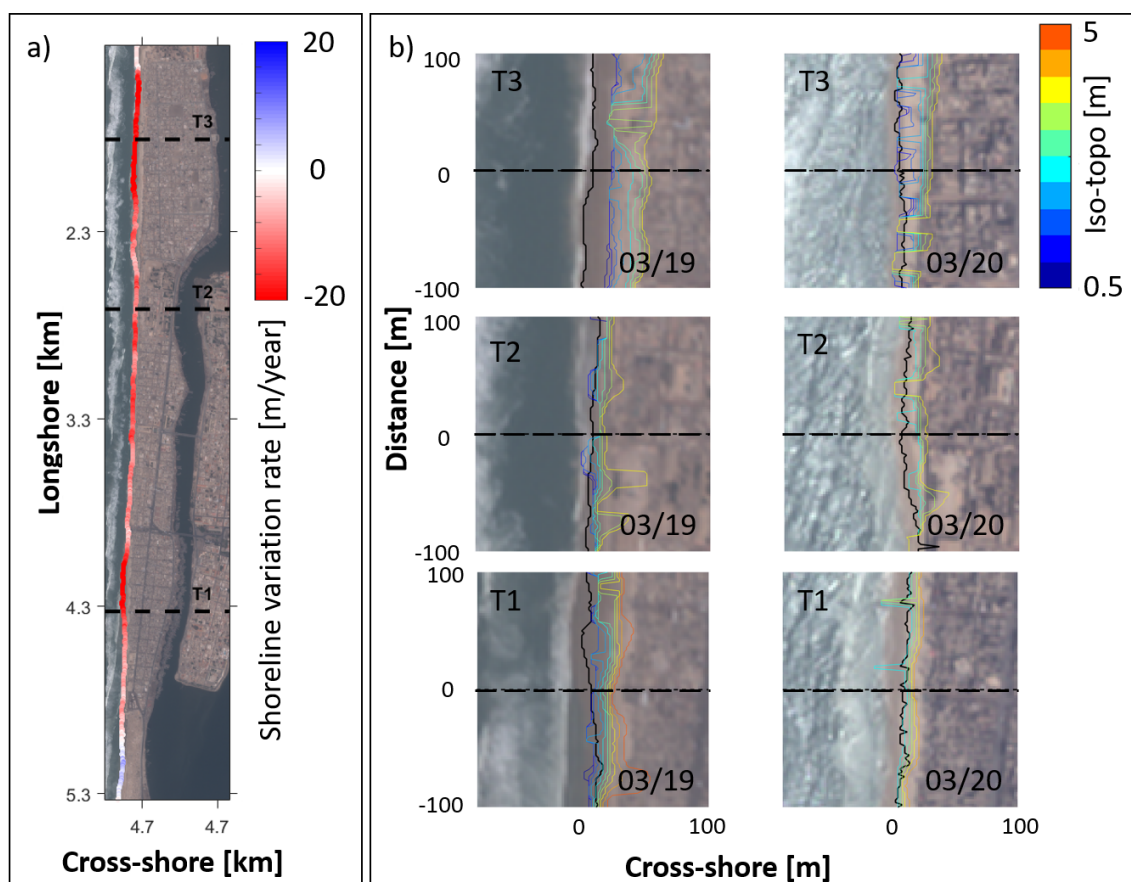 a)
20
0
-20
Shoreline variation rate [m/year]
T3
T2
T1
2.3
3.3
4.3
5.3
Longshore [km]
4.7
4.7
Cross-shore [km]
b)
T3
03/19
T3
03/20
T2
03/19
T2
03/20
T1
03/19
T1
03/20
100
0
-100
100
0
-100
100
0
-100
Distance [m]
0
100
0
100
Cross-shore [m]
5
0.5
Iso-topo [m]